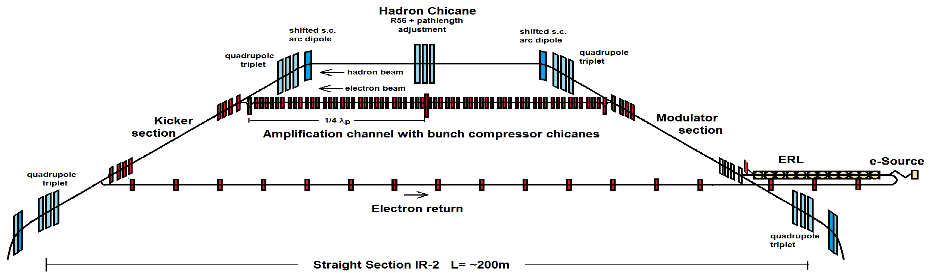 Hadron Chicane
R56 + pathlength
adjustment
shifted s.c.
arc dipole
shifted s.c.
arc dipole
quadrupole
triplet
quadrupole
triplet
hadron beam
electron beam
1/4 λp
Kicker
section
Amplification channel with bunch compressor chicanes
Modulator
section
ERL
e-Source
quadrupole
triplet
Electron return
quadrupole
triplet
Straight Section IR-2 L= ~200m